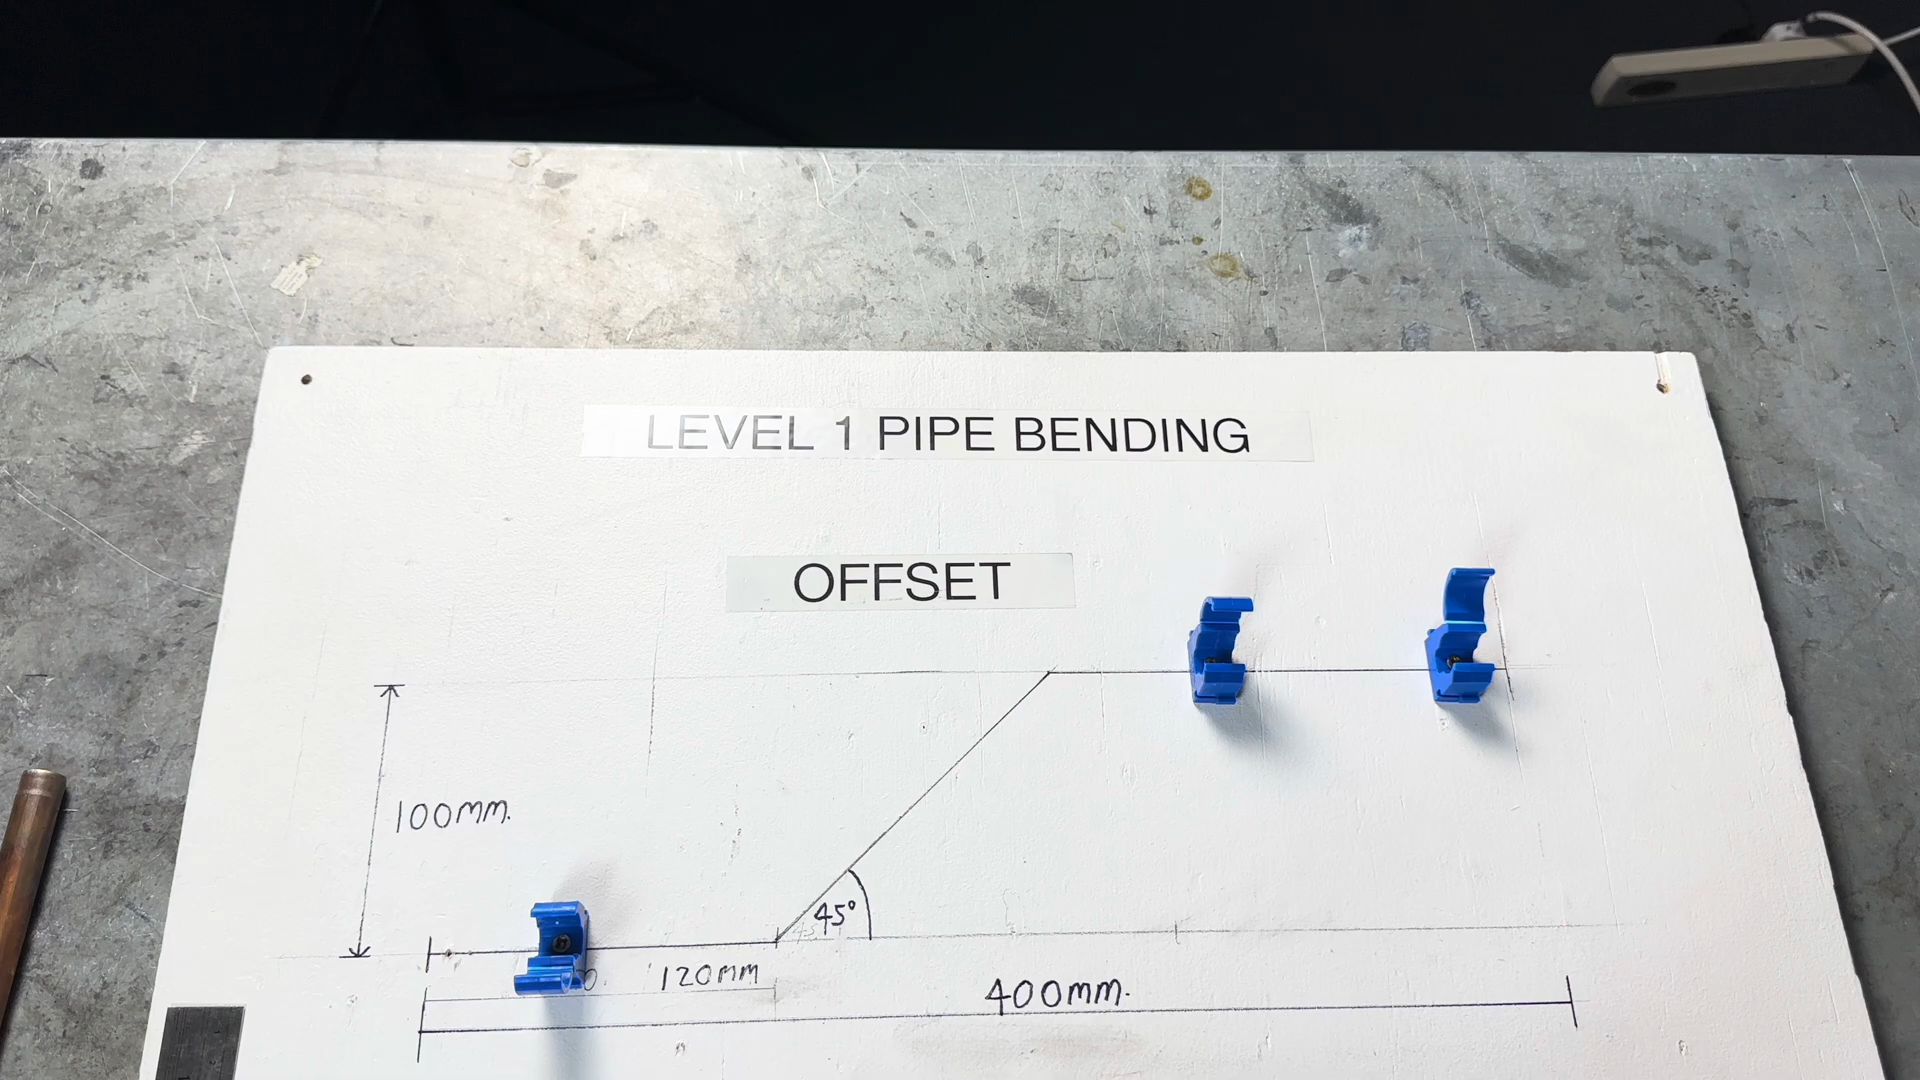 LEVEL 1 PIPE BENDING
OFFSET
100mm.
45°
120mm
400mm.